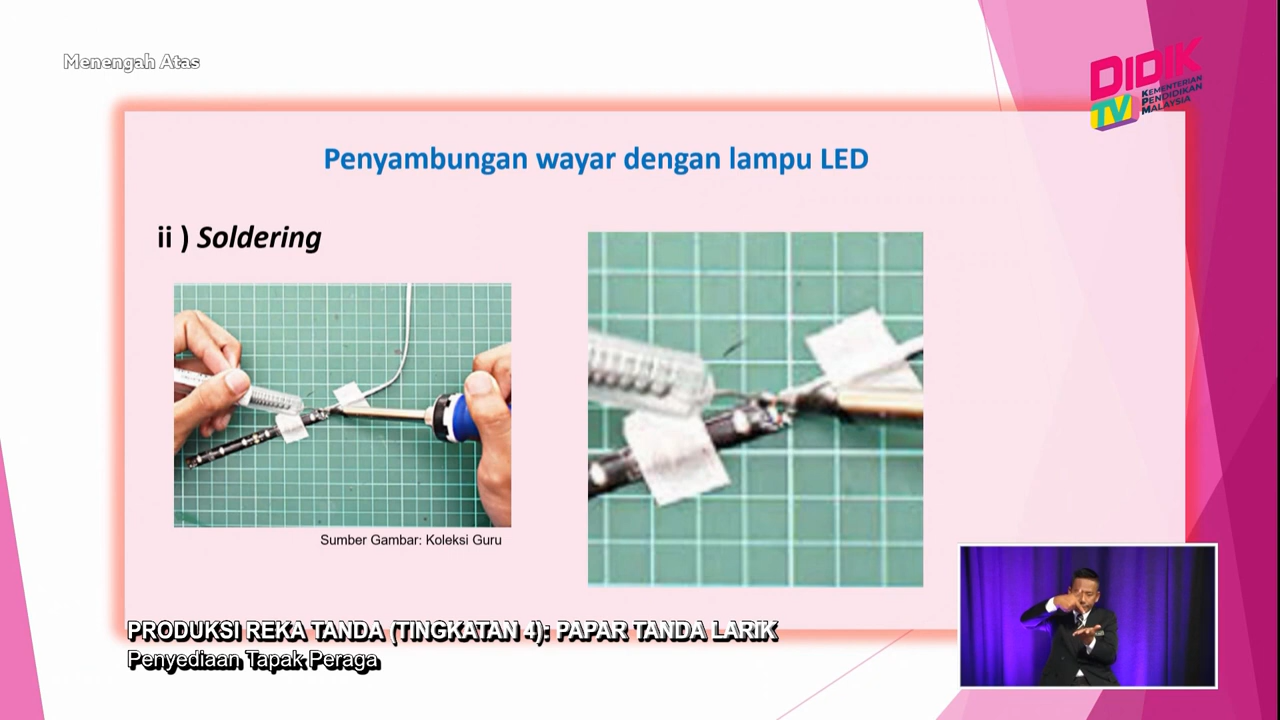 Menengah Atas
DIDIK
TV
KEMENTERIAN
PENDIDIKAN
MALAYSIA
Penyambungan wayar dengan lampu LED
ii ) Soldering
Sumber Gambar: Koleksi Guru
PRODUKSI REKA TANDA (TINGKATAN 4): PAPAR TANDA LARIK
Penyediaan Tapak Peraga